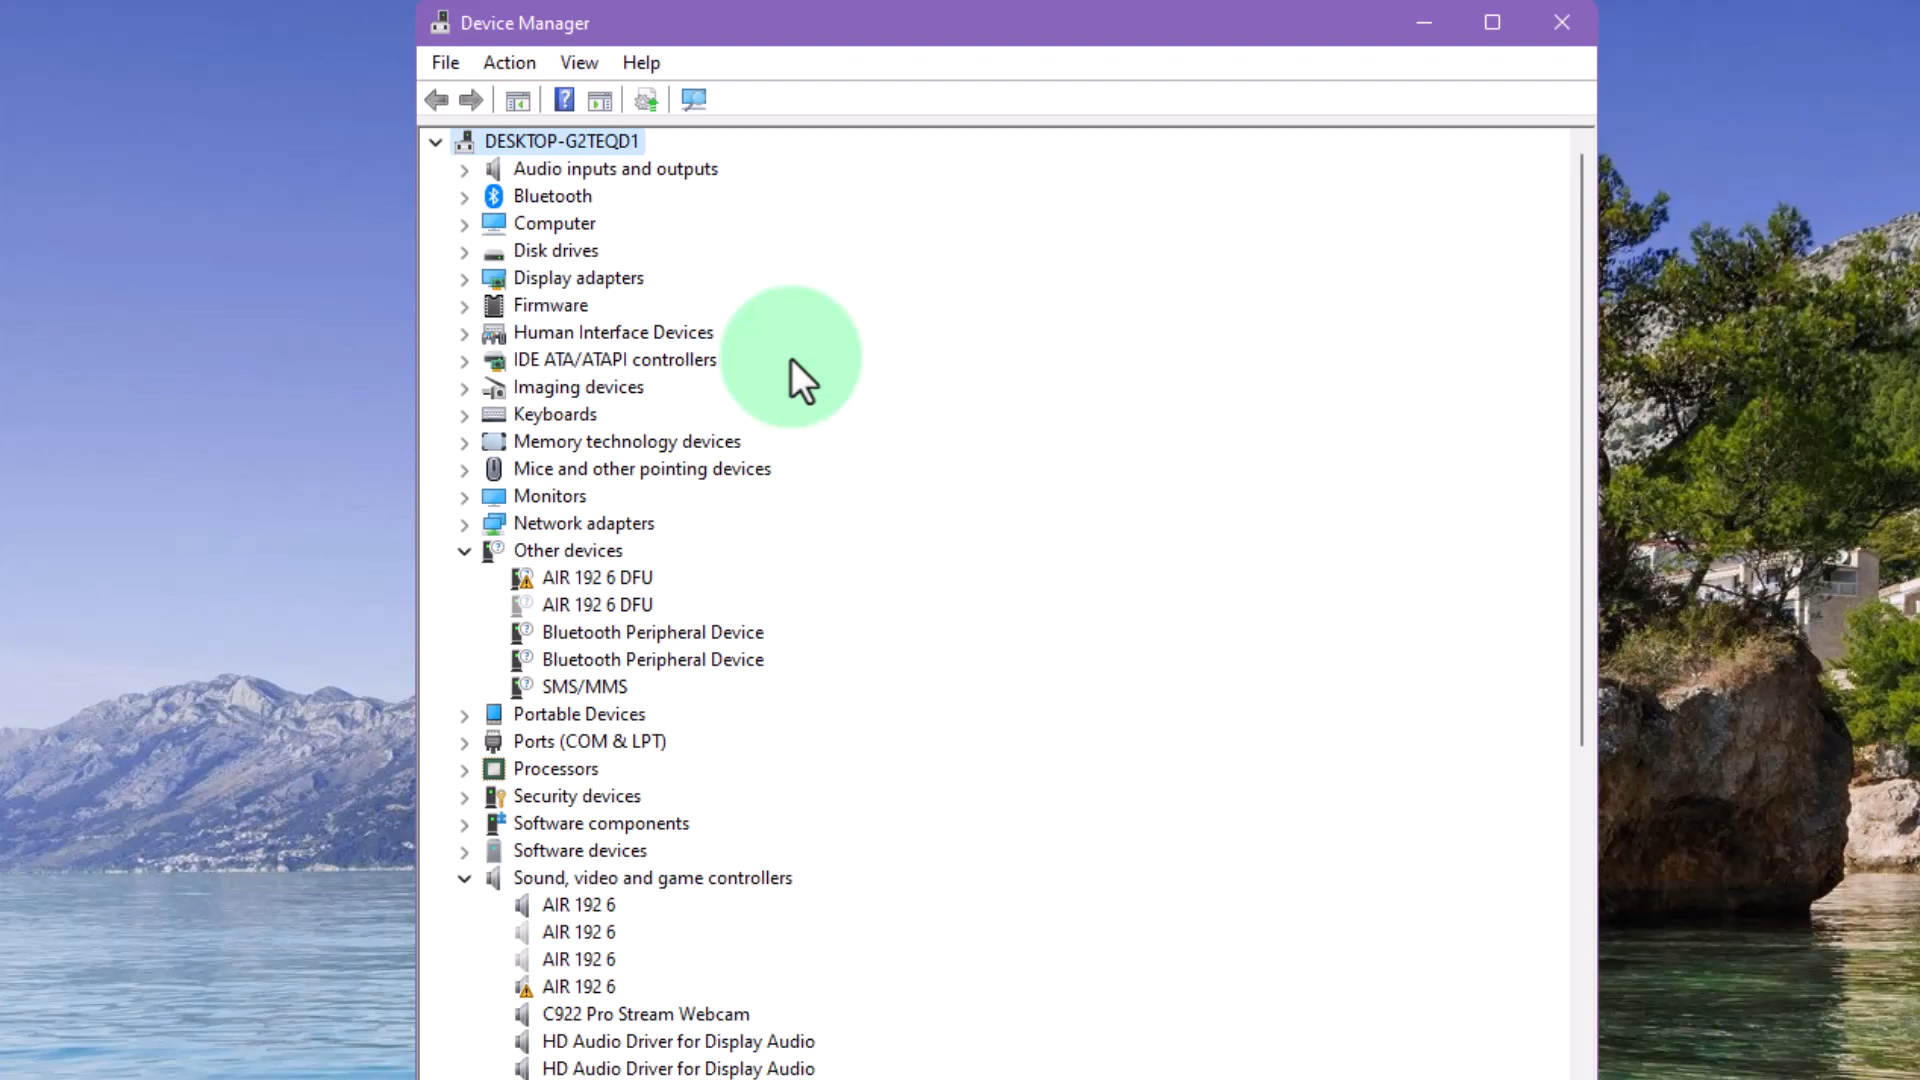 Device Manager
File Action View Help
DESKTOP-G2TEQD1
Audio inputs and outputs
Bluetooth
Computer
Disk drives
Display adapters
Firmware
Human Interface Devices
IDE ATA/ATAPI controllers
Imaging devices
Keyboards
Memory technology devices
Mice and other pointing devices
Monitors
Network adapters
Other devices
AIR 192 6 DFU
AIR 192 6 DFU
Bluetooth Peripheral Device
Bluetooth Peripheral Device
SMS/MMS
Portable Devices
Ports (COM & LPT)
Processors
Security devices
Software components
Software devices
Sound, video and game controllers
AIR 192 6
AIR 192 6
AIR 192 6
AIR 192 6
C922 Pro Stream Webcam
HD Audio Driver for Display Audio
HD Audio Driver for Display Audio